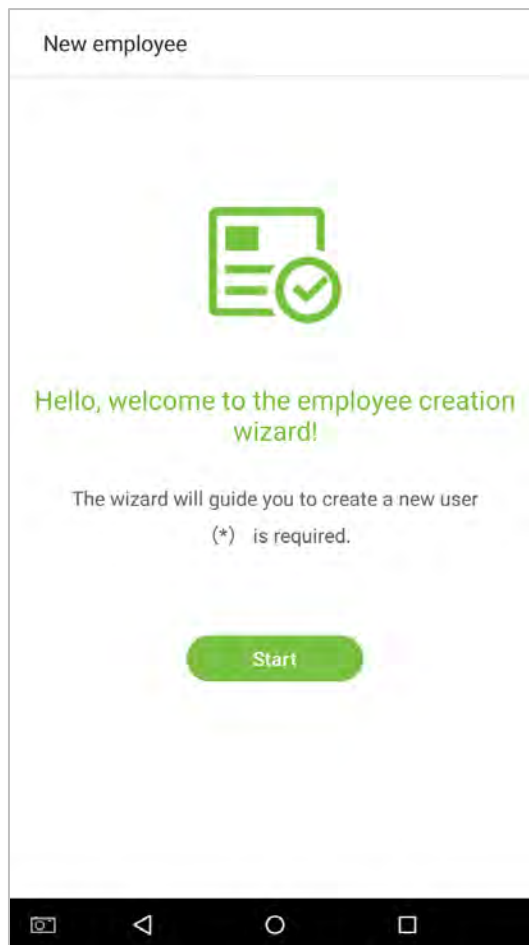 New employee
Hello, welcome to the employee creation
wizard!
The wizard will guide you to create a new user
(*) is required.
Start